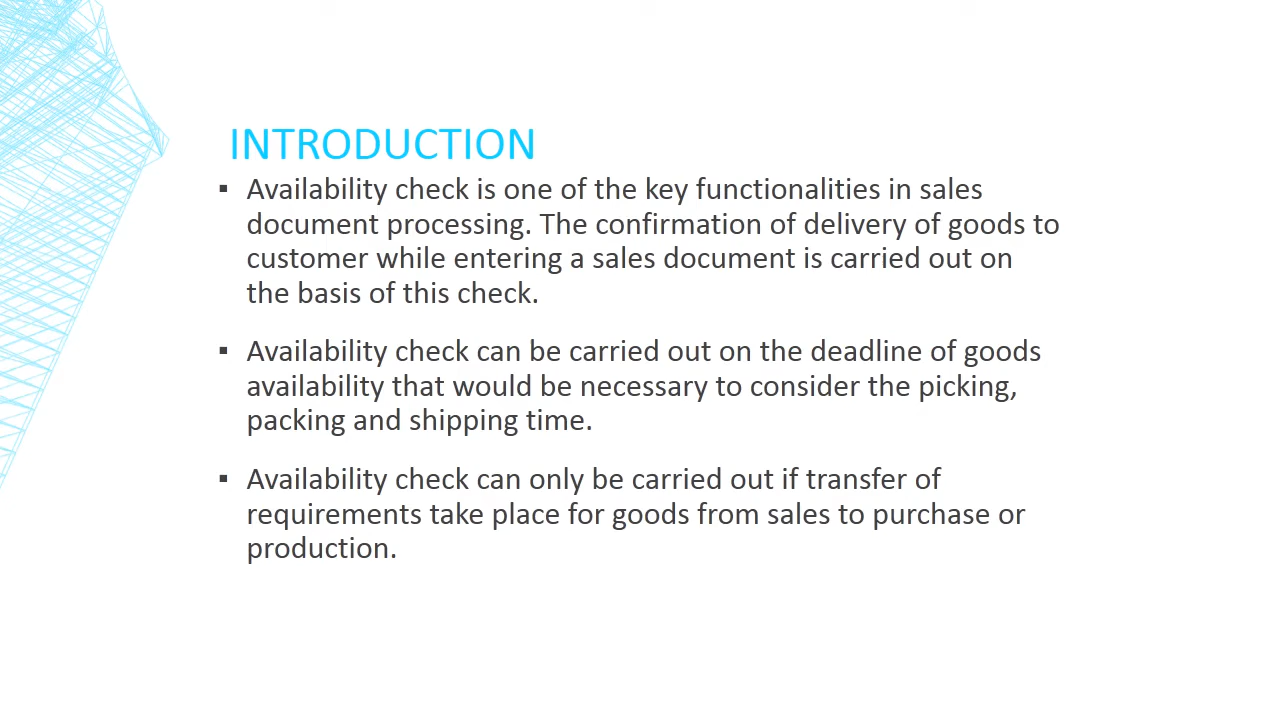 INTRODUCTION
▪ Availability check is one of the key functionalities in sales
document processing. The confirmation of delivery of goods to
customer while entering a sales document is carried out on
the basis of this check.
▪ Availability check can be carried out on the deadline of goods
availability that would be necessary to consider the picking,
packing and shipping time.
▪ Availability check can only be carried out if transfer of
requirements take place for goods from sales to purchase or
production.